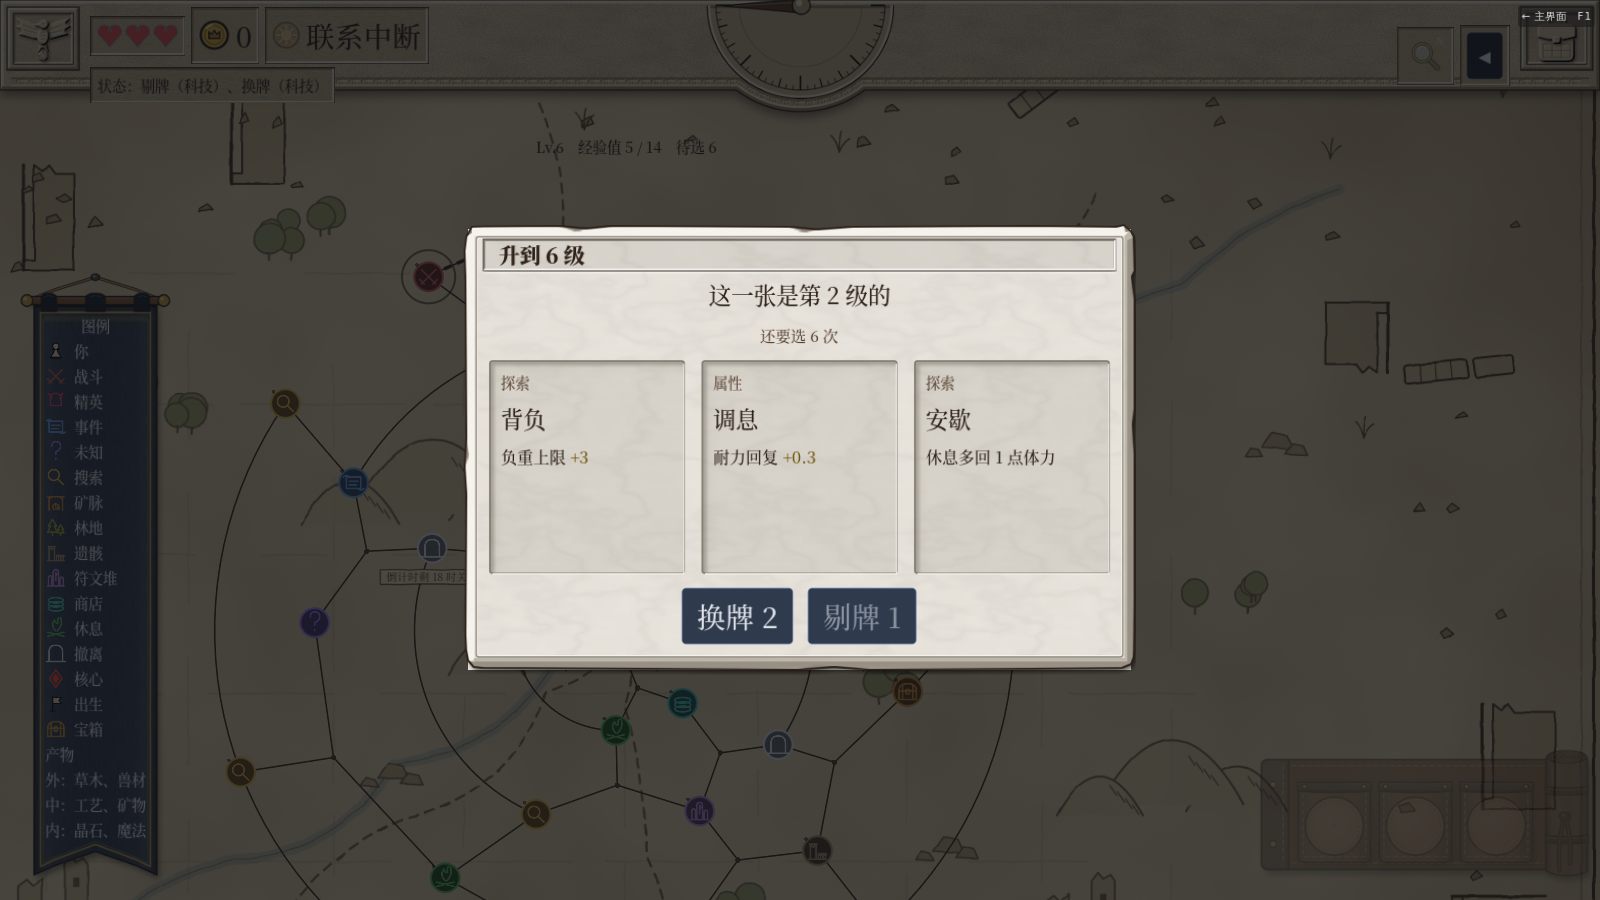 0
联系中断
← 主界面 F1
状态：剔牌（科技）、换牌（科技）
Lv.6 经验值 5 / 14 待选 6
升到 6 级
这一张是第 2 级的
还要选 6 次
探索
背负
负重上限 +3
属性
调息
耐力回复 +0.3
探索
安歇
休息多回 1 点体力
换牌 2
剔牌 1
图例
你
战斗
精英
事件
未知
搜索
矿脉
林地
遗骸
符文堆
商店
休息
撤离
核心
出生
宝箱
产物
外：草木、兽材
中：工艺、矿物
内：晶石、魔法
倒计时剩 18 时